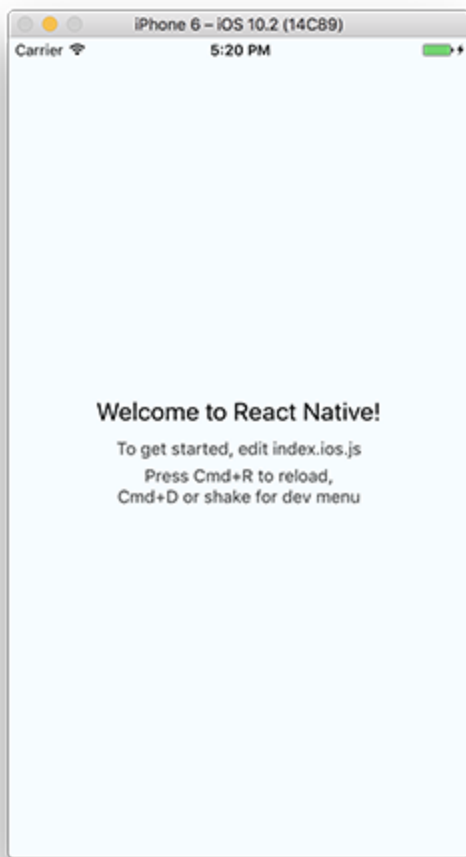 iPhone 6 – iOS 10.2 (14C89)
Carrier 5:20 PM
Welcome to React Native!
To get started, edit index.ios.js
Press Cmd+R to reload,
Cmd+D or shake for dev menu